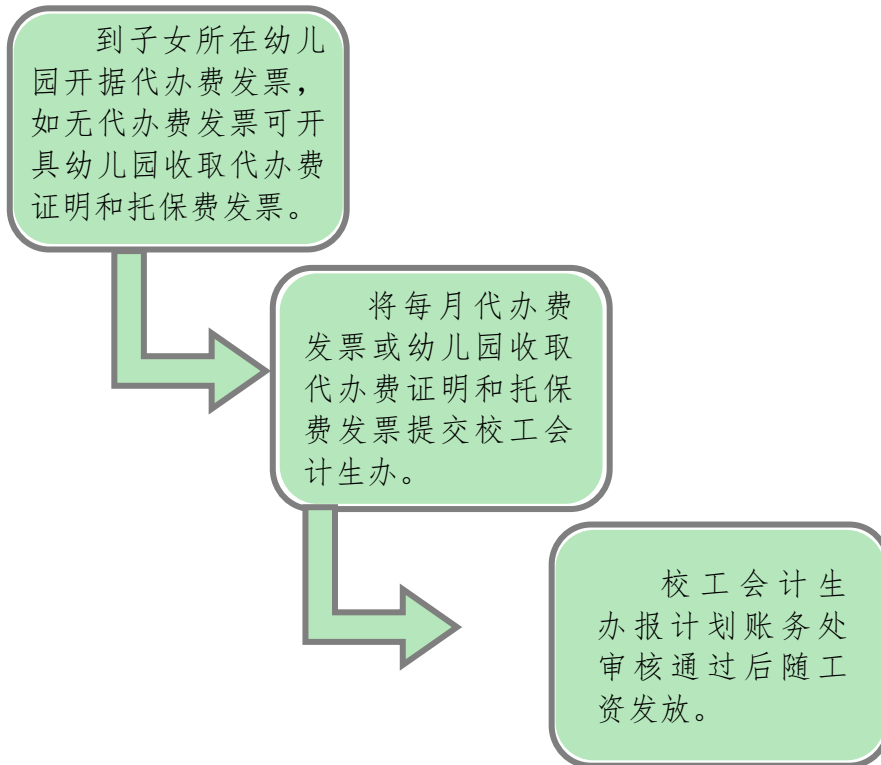 到子女所在幼儿
园开据代办费发票，
如无代办费发票可开
具幼儿园收取代办费
证明和托保费发票。
将每月代办费
发票或幼儿园收取
代办费证明和托保
费发票提交校工会
计生办。
校工会计生
办报计划账务处
审核通过后随工
资发放。